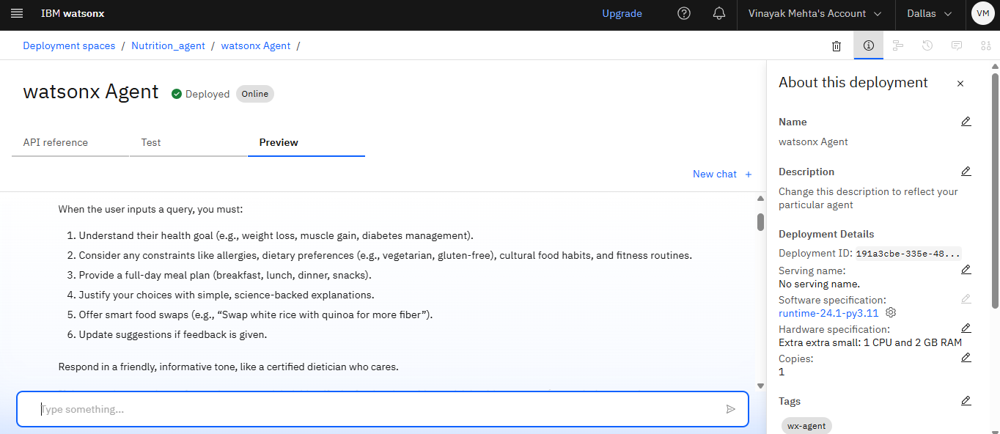 IBM watsonx
Upgrade
Vinayak Mehta's Account
Dallas
VM
Deployment spaces / Nutrition_agent / watsonx Agent /
watsonx Agent
Deployed
Online
API reference
Test
Preview
New chat +
When the user inputs a query, you must:
1. Understand their health goal (e.g., weight loss, muscle gain, diabetes management).
2. Consider any constraints like allergies, dietary preferences (e.g., vegetarian, gluten-free), cultural food habits, and fitness routines.
3. Provide a full-day meal plan (breakfast, lunch, dinner, snacks).
4. Justify your choices with simple, science-backed explanations.
5. Offer smart food swaps (e.g., “Swap white rice with quinoa for more fiber”).
6. Update suggestions if feedback is given.
Respond in a friendly, informative tone, like a certified dietician who cares.
Type something...
About this deployment
Name
watsonx Agent
Description
Change this description to reflect your
particular agent
Deployment Details
Deployment ID: 191a3cbe-335e-48...
Serving name:
No serving name.
Software specification:
runtime-24.1-py3.11
Hardware specification:
Extra extra small: 1 CPU and 2 GB RAM
Copies:
1
Tags
wx-agent